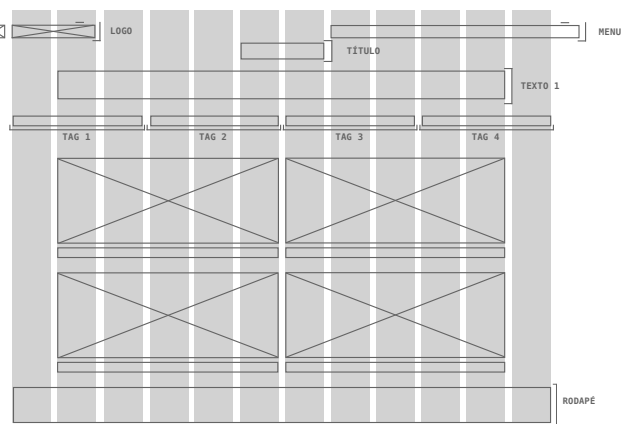 LOGO
MENU
TÍTULO
TEXTO 1
TAG 1
TAG 2
TAG 3
TAG 4
RODAPÉ